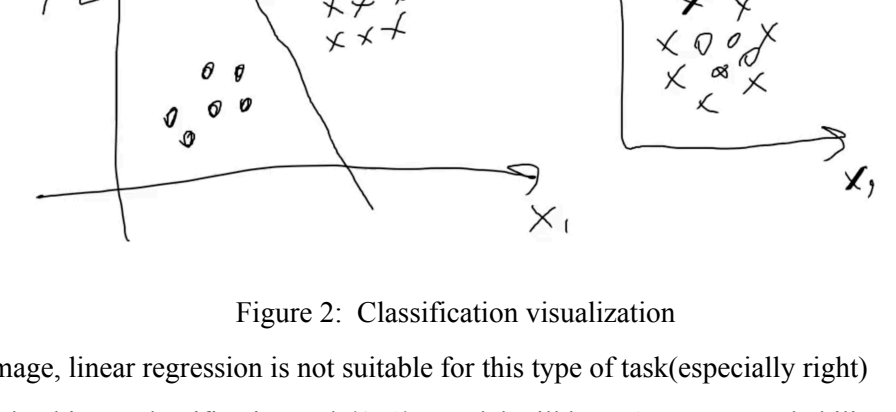 X₁
X₁
Figure 2: Classification visualization
mage, linear regression is not suitable for this type of task(especially right)